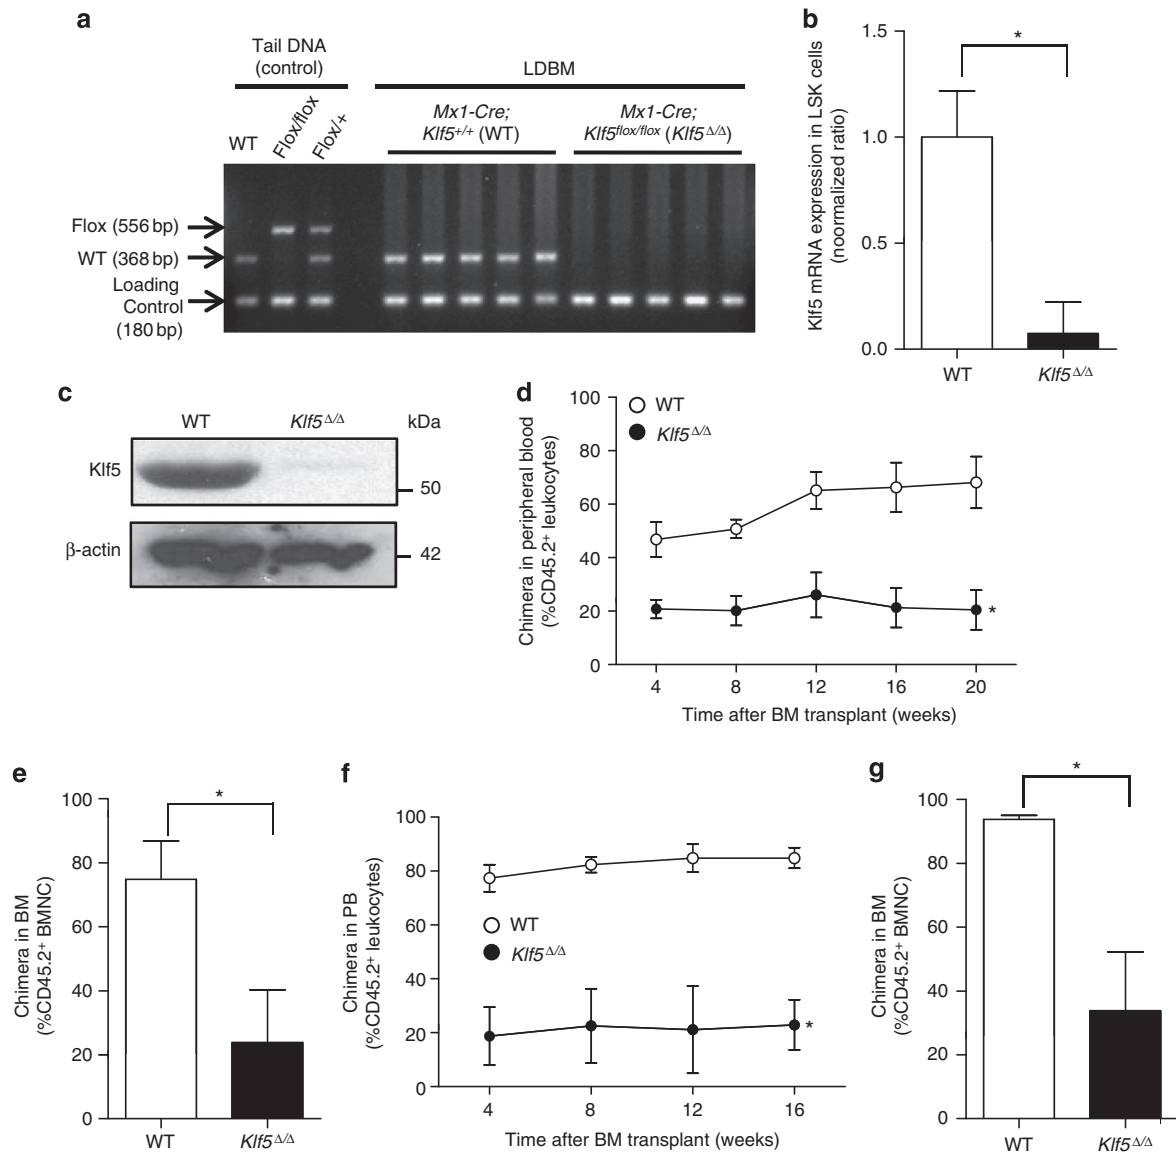 a
Tail DNA
(control)
LDBM
WT
Flox/flox
Flox/+
Mx1-Cre;
Klf5+/+ (WT)
Mx1-Cre;
Klf5flox/flox (Klf5Δ/Δ)
Flox (556 bp)
WT (368 bp)
Loading
Control
(180 bp)
b
Klf5 mRNA expression in LSK cells
(noormalized ratio)
1.5
1.0
0.5
0.0
*
WT
Klf5Δ/Δ
c
WT
Klf5Δ/Δ
kDa
Klf5
50
β-actin
42
d
Chimera in peripheral blood
(%CD45.2+ leukocytes)
100
80
60
40
20
0
WT
Klf5Δ/Δ
*
4 8 12 16 20
Time after BM transplant (weeks)
e
Chimera in BM
(%CD45.2+ BMNC)
100
80
60
40
20
0
*
WT
Klf5Δ/Δ
f
Chimera in PB
(%CD45.2+ leukocytes)
100
80
60
40
20
0
WT
Klf5Δ/Δ
*
4 8 12 16
Time after BM transplant (weeks)
g
Chimera in BM
(%CD45.2+ BMNC)
100
80
60
40
20
0
*
WT
Klf5Δ/Δ